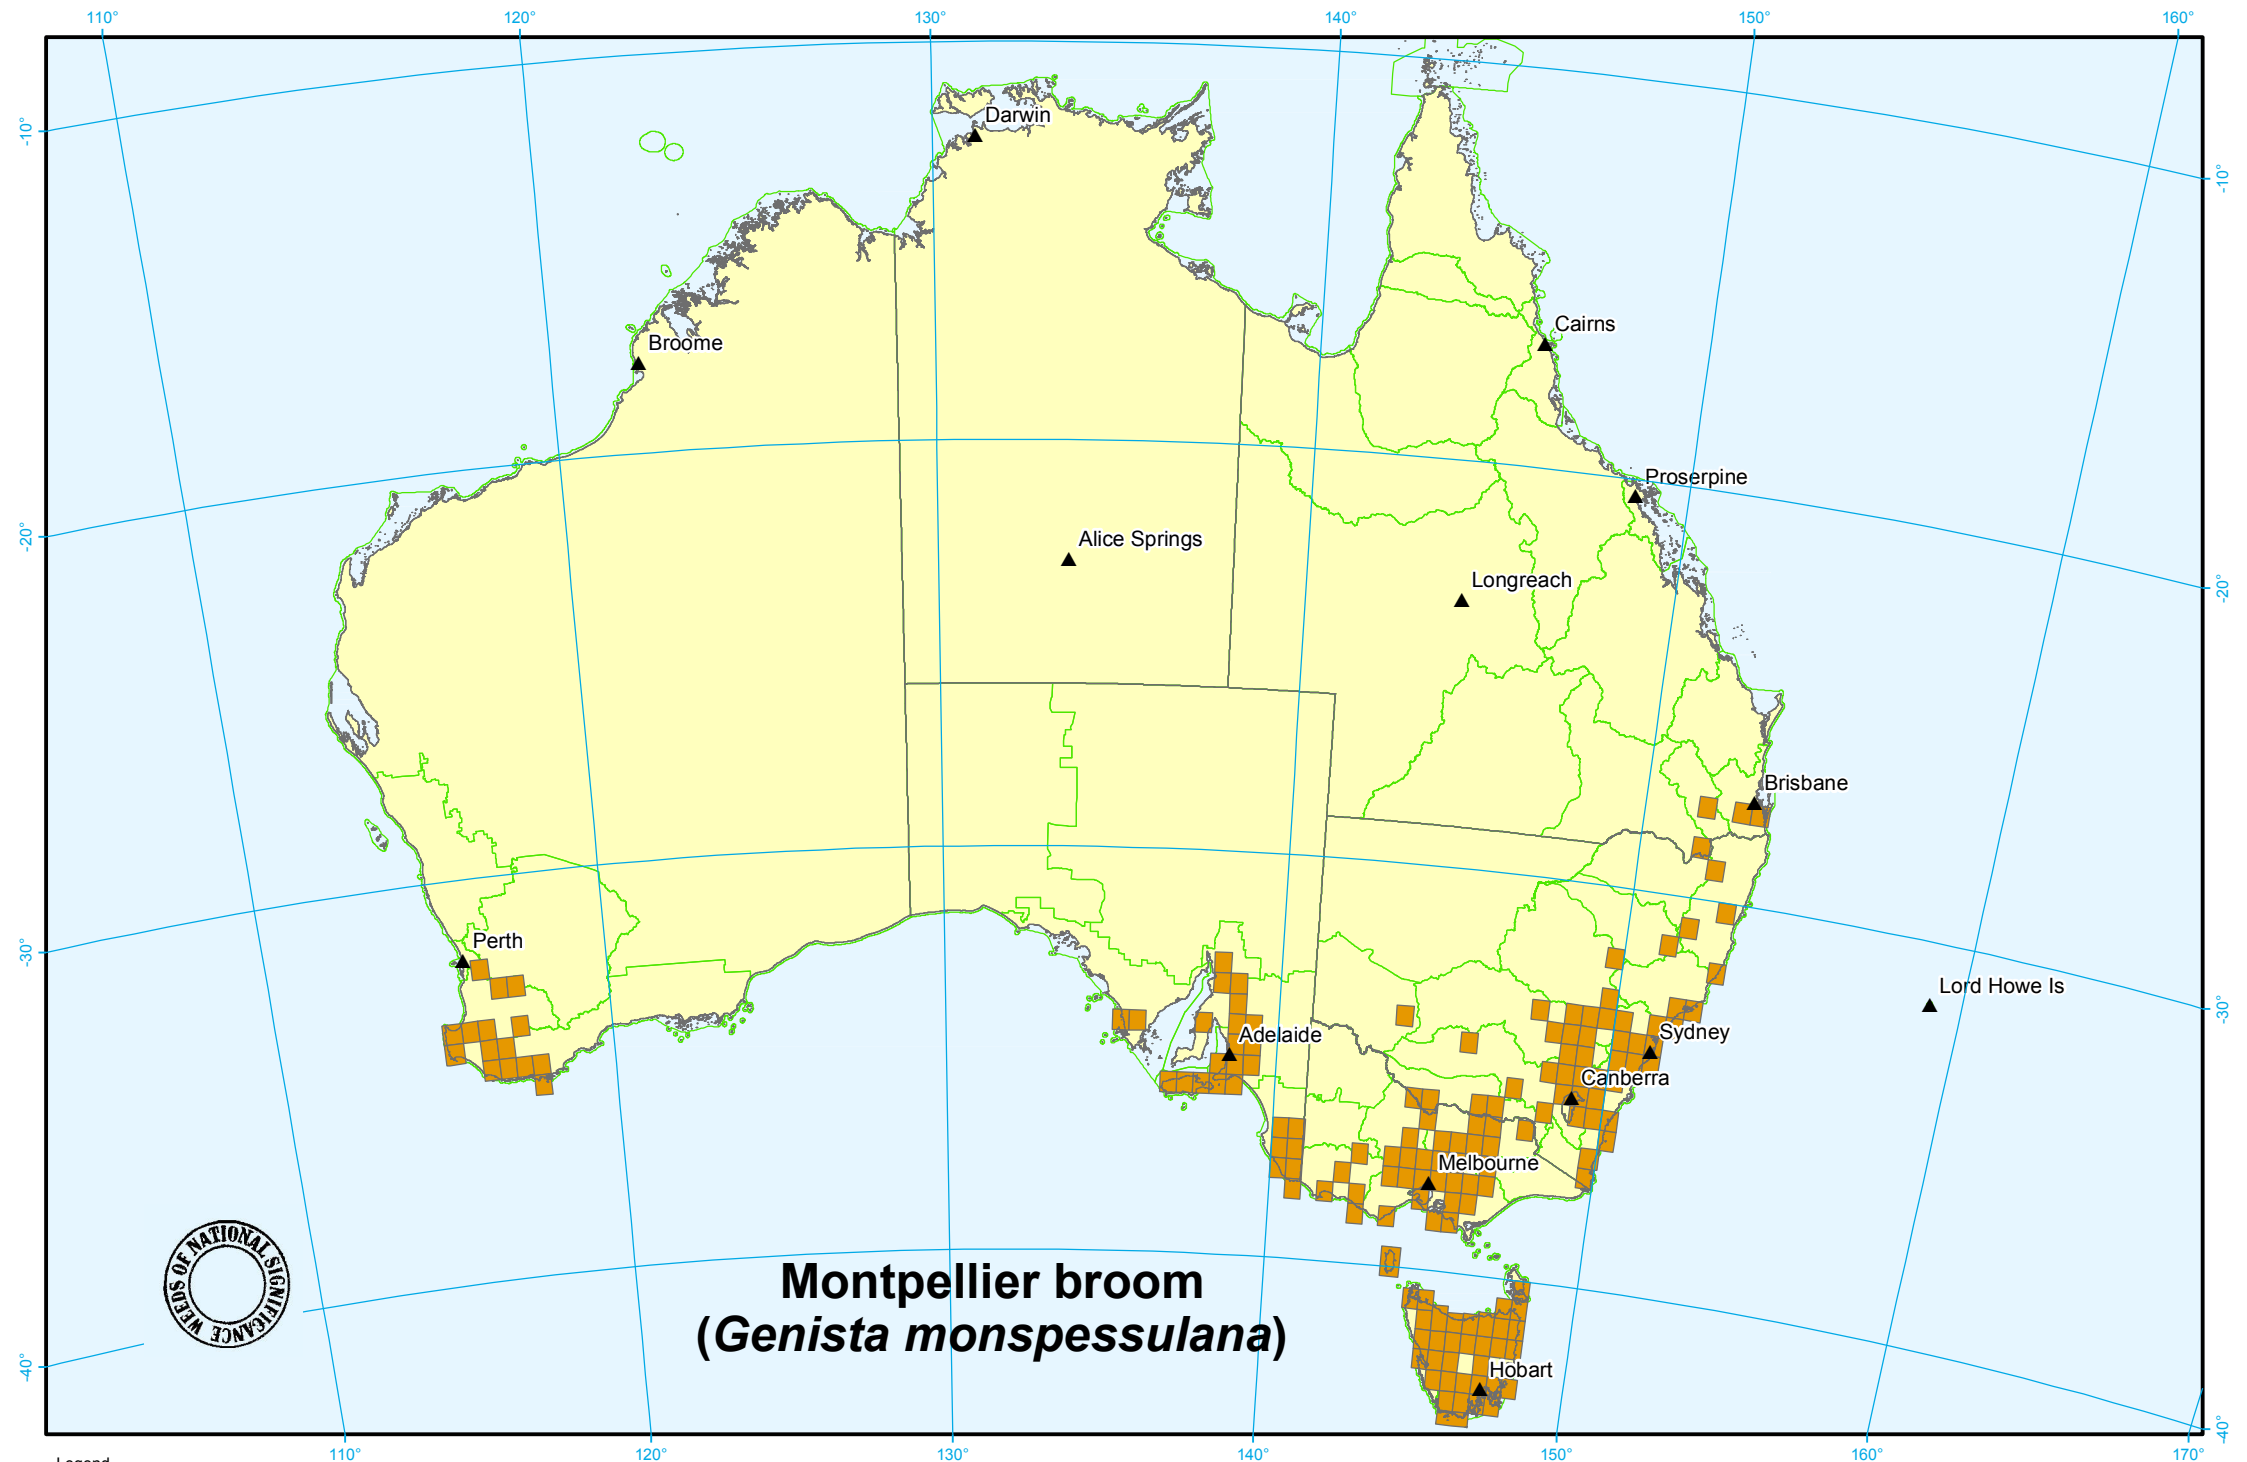 110°
120°
130°
140°
150°
160°
-10°
-10°
-20°
-20°
-30°
-30°
-40°
-40°
Darwin
Cairns
Broome
Proserpine
Alice Springs
Longreach
Brisbane
Perth
Lord Howe Is
Adelaide
Sydney
Canberra
Melbourne
WEEDS OF NATIONAL SIGNIFICANCE
Montpellier broom
(Genista monspessulana)
Hobart
110°
120°
130°
140°
150°
160°
170°
Legend